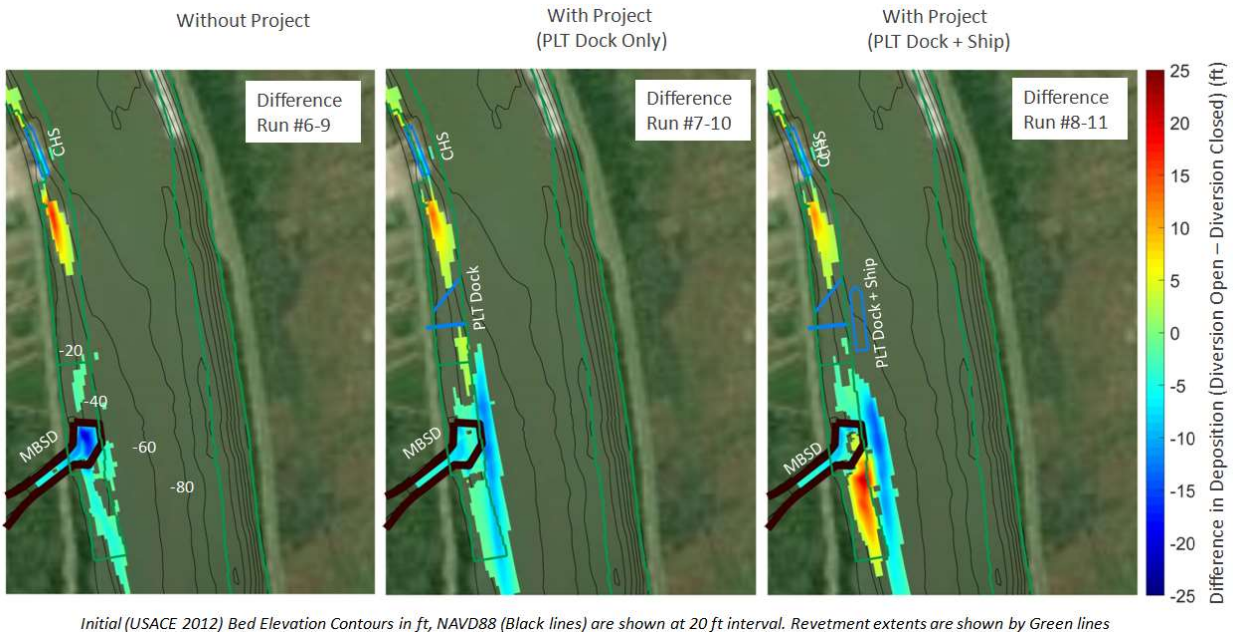 Without Project
With Project
(PLT Dock Only)
With Project
(PLT Dock + Ship)
Difference
Run #6-9
CHS
-20
-40
-60
-80
MBSD
Difference
Run #7-10
CHS
PLT Dock
MBSD
Difference
Run #8-11
CHS
PLT Dock + Ship
MBSD
25
20
15
10
5
0
-5
-10
-15
-20
-25
Difference in Deposition (Diversion Open – Diversion Closed) (ft)
Initial (USACE 2012) Bed Elevation Contours in ft, NAVD88 (Black lines) are shown at 20 ft interval. Revetment extents are shown by Green lines